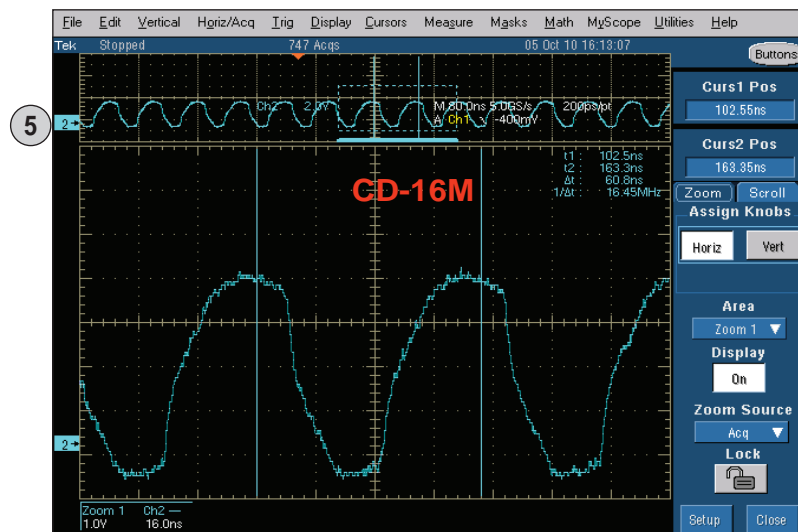 File Edit Vertical Horiz/Acq Trig Display Cursors Measure Masks Math MyScope Utilities Help
Tek Stopped 747 Acqs 05 Oct 10 16:13:07
Buttons
Curs1 Pos
102.55ns
Curs2 Pos
163.35ns
Zoom Scroll
Assign Knobs
Horiz Vert
Area
Zoom 1
Display
On
Zoom Source
Acq
Lock
Setup Close
5
2
Ch2 2.0V M 80.0ns 5.0GS/s 200ps/pt
A Ch1 -400mV
t1 : 102.5ns
t2 : 163.3ns
Δt : 60.8ns
1/Δt : 16.45MHz
CD-16M
2
Zoom 1 Ch2
1.0V 16.0ns